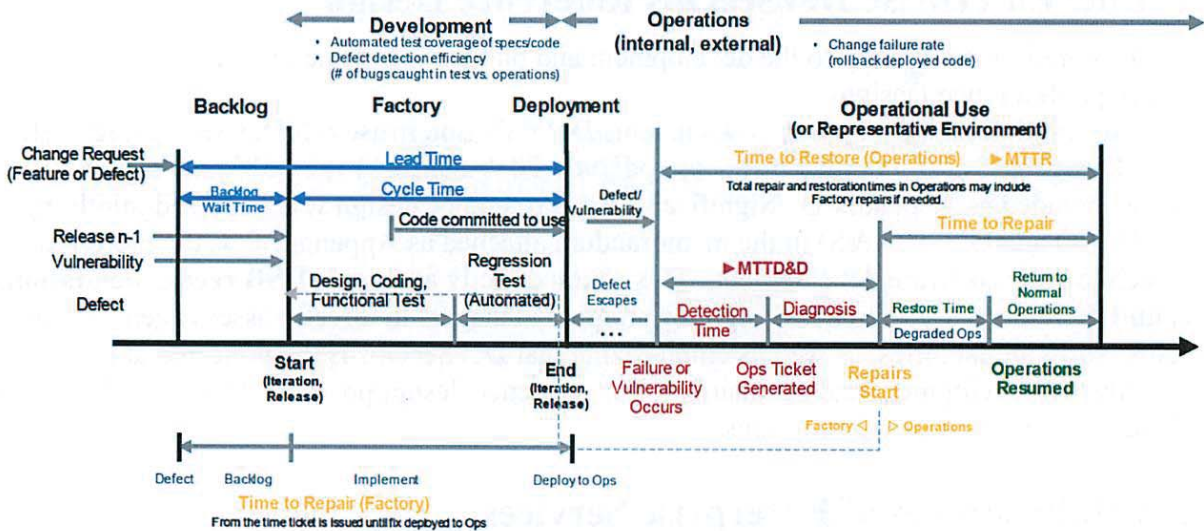 Development
Operations
(internal, external)
• Automated test coverage of specs/code
• Defect detection efficiency
(# of bugs caught in test vs. operations)
• Change failure rate
(rollback deployed code)
Backlog
Factory
Deployment
Operational Use
(or Representative Environment)
Change Request
(Feature or Defect)
Lead Time
Time to Restore (Operations) ►MTTR
Backlog
Wait Time
Cycle Time
Total repair and restoration times in Operations may include
Factory repairs if needed.
Code committed to use
Defect/
Vulnerability
Release n-1
Time to Repair
Vulnerability
►MTTD&D
Defect
Design, Coding,
Functional Test
Regression
Test
(Automated)
Defect
Escapes
....
Detection
Time
Diagnosis
Restore Time
Degraded Ops
Return to
Normal
Operations
Start
(Iteration,
Release)
End
(Iteration,
Release)
Failure or
Vulnerability
Occurs
Ops Ticket
Generated
Repairs
Start
Operations
Resumed
Factory ◁ ▷ Operations
Defect
Backlog
Implement
Deploy to Ops
Time to Repair (Factory)
From the time ticket is issued until fix deployed to Ops